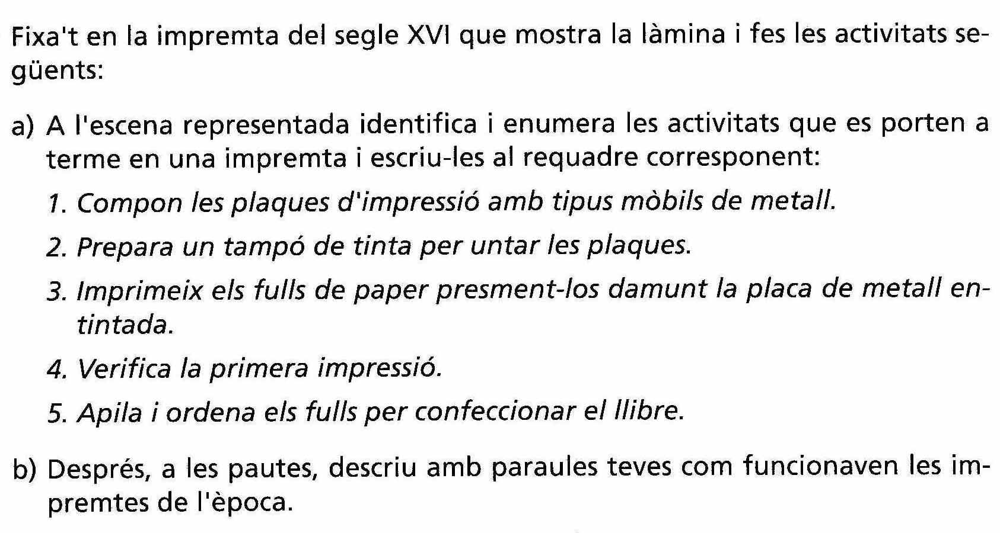 Fixa't en la impremta del segle XVI que mostra la làmina i fes les activitats se-
güents:
a) A l'escena representada identifica i enumera les activitats que es porten a
terme en una impremta i escriu-les al requadre corresponent:
1. Compon les plaques d'impressió amb tipus mòbils de metall.
2. Prepara un tampó de tinta per untar les plaques.
3. Imprimeix els fulls de paper presment-los damunt la placa de metall en-
tintada.
4. Verifica la primera impressió.
5. Apila i ordena els fulls per confeccionar el llibre.
b) Després, a les pautes, descriu amb paraules teves com funcionaven les im-
premtes de l'època.